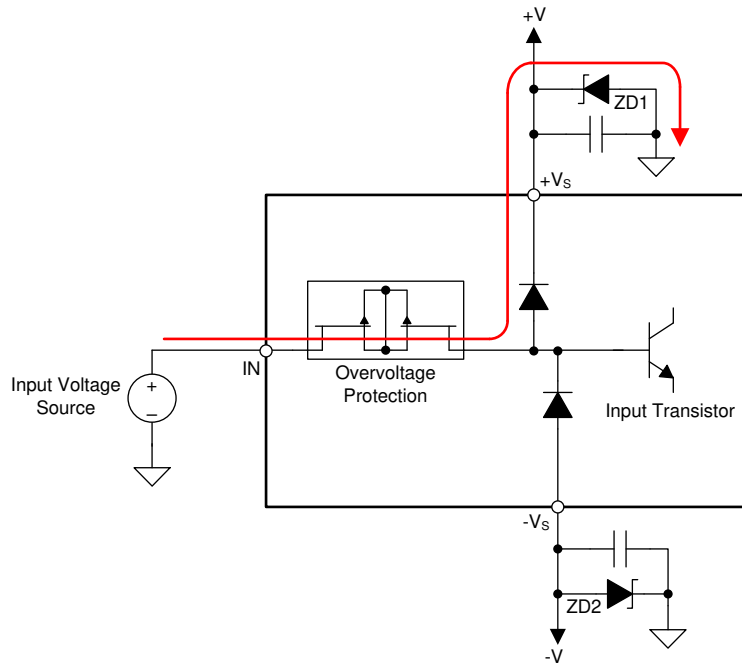 +V
ZD1
+VS
IN
Overvoltage
Protection
Input Voltage
Source
+
−
Input Transistor
-VS
ZD2
-V